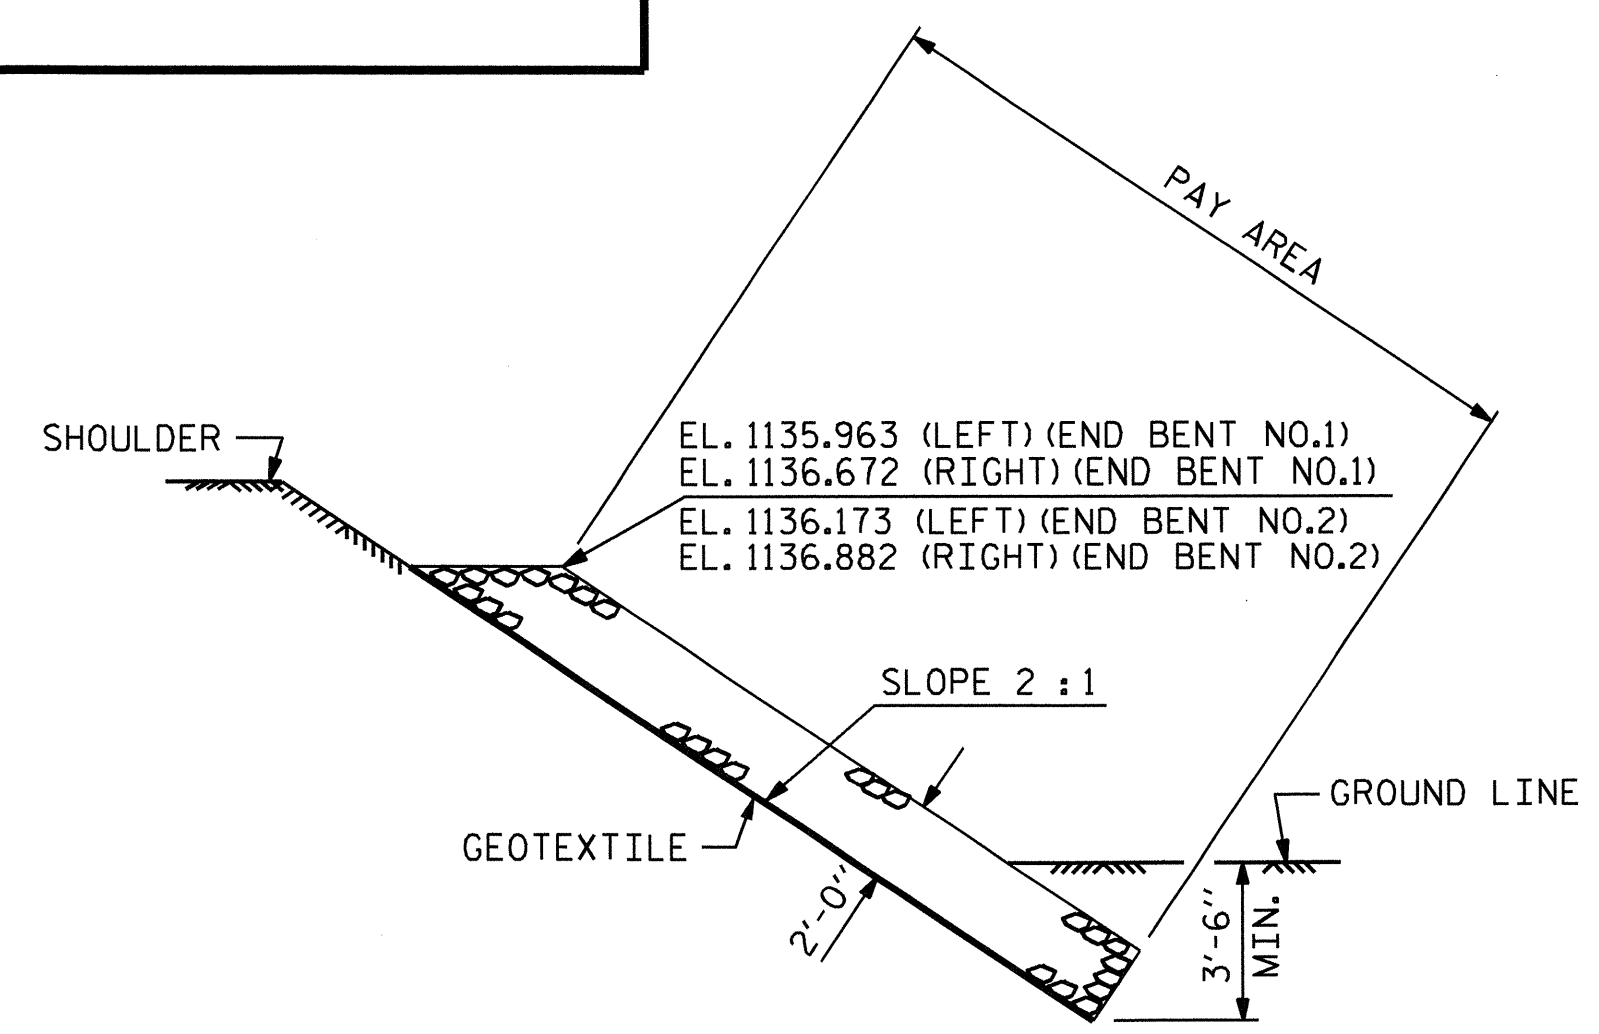 PAY AREA
SHOULDER
EL. 1135.963 (LEFT) (END BENT NO.1)
EL. 1136.672 (RIGHT) (END BENT NO.1)
EL. 1136.173 (LEFT) (END BENT NO.2)
EL. 1136.882 (RIGHT) (END BENT NO.2)
SLOPE 2 : 1
GROUND LINE
GEOTEXTILE
2'-0"
3'-6"
MIN.